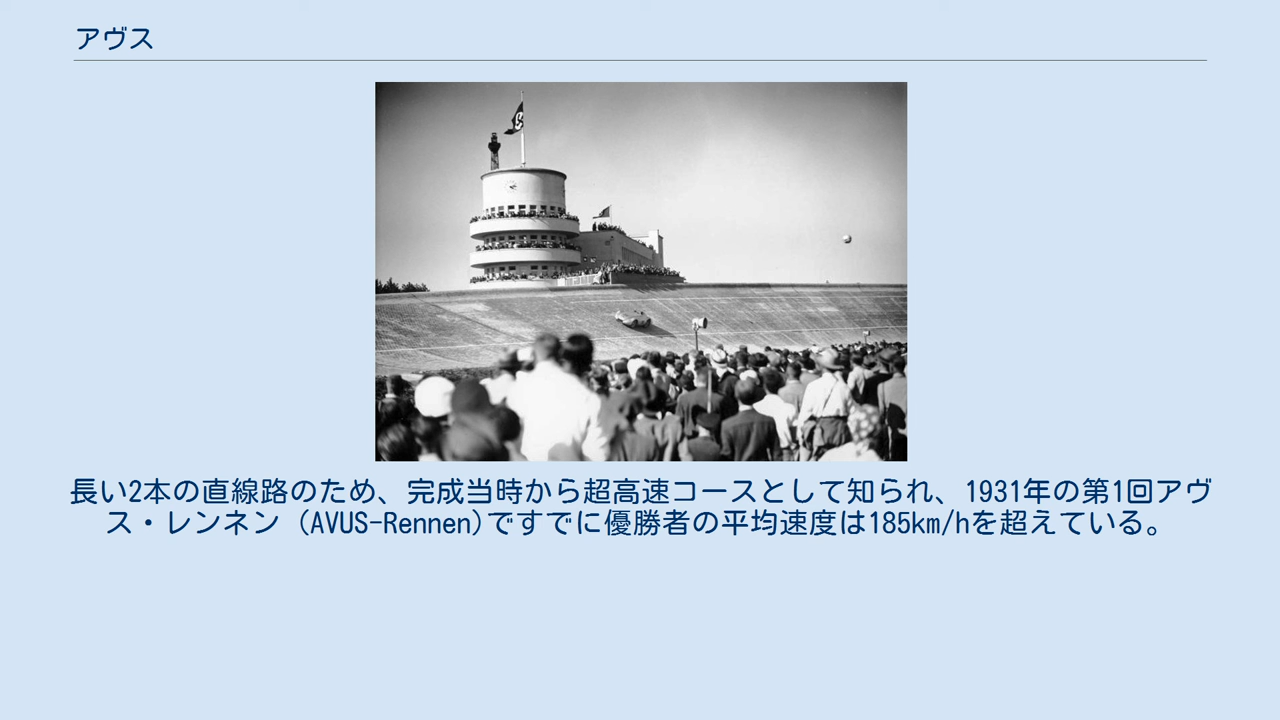 アヴス
長い2本の直線路のため、完成当時から超高速コースとして知られ、1931年の第1回アヴ
ス・レンネン (AVUS-Rennen)ですでに優勝者の平均速度は185km/hを超えている。